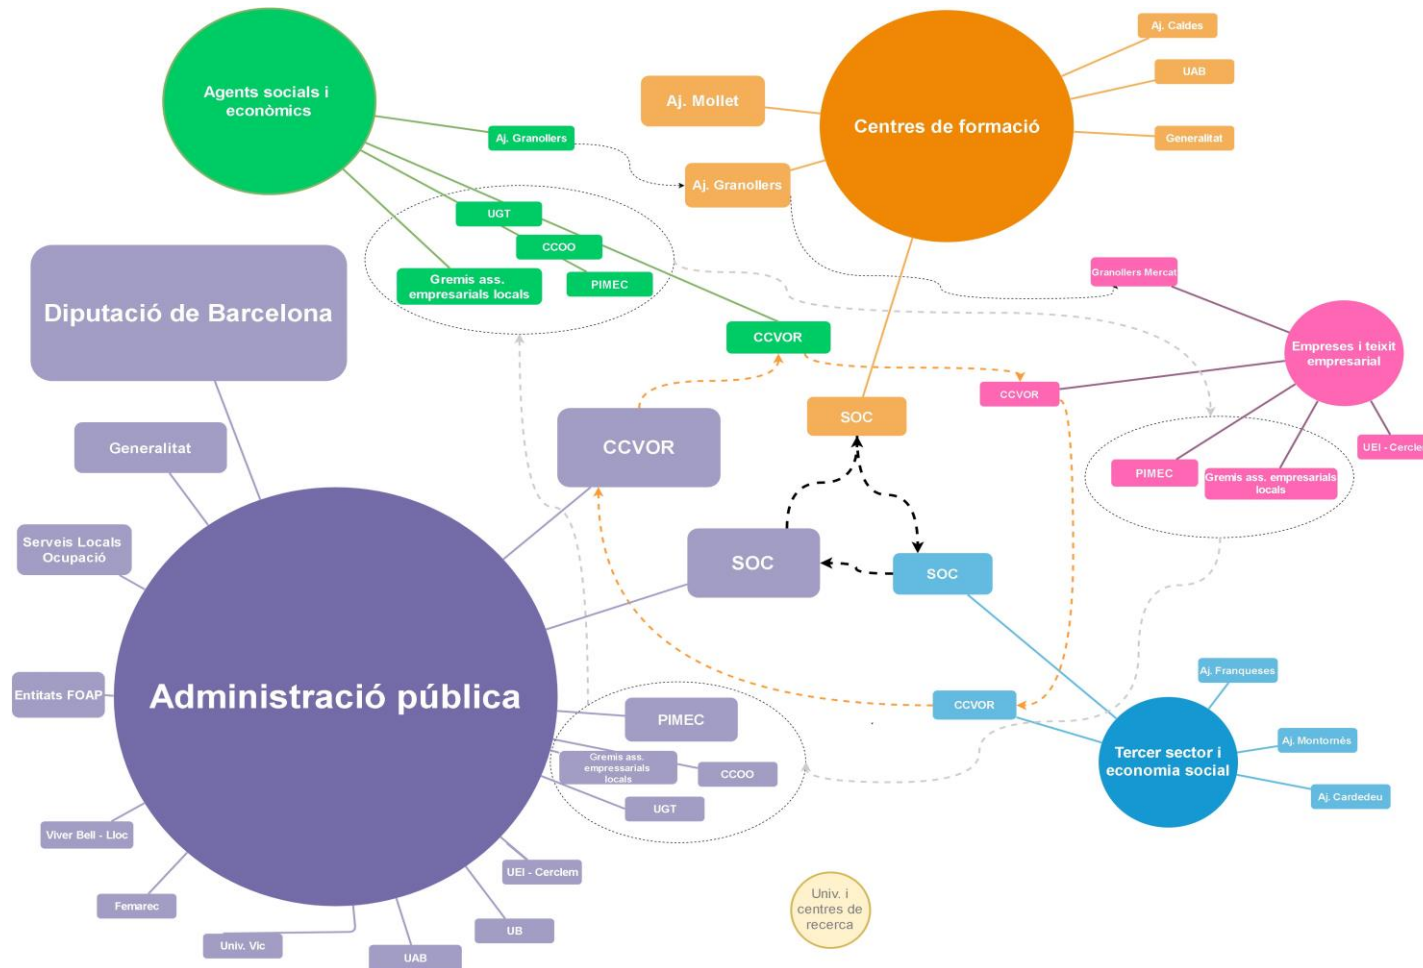 Agents socials i
econòmics
Aj. Granollers
UGT
CCOO
Gremis ass.
empresarials locals
PIMEC
CCVOR
Centres de formació
Aj. Mollet
Aj. Granollers
Aj. Caldes
UAB
Generalitat
SOC
Granollers Mercat
Empreses i teixit
empresarial
CCVOR
PIMEC
Gremis ass. empresarials
locals
UEI - Cerclem
Diputació de Barcelona
Generalitat
Serveis Locals
Ocupació
Entitats FOAP
Administració pública
CCVOR
SOC
PIMEC
Gremis ass.
empressarials
locals
CCOO
UGT
Viver Bell - Lloc
Femarec
Univ. Vic
UAB
UB
UEI - Cerclem
SOC
CCVOR
Tercer sector i
economia social
Aj. Franqueses
Aj. Montornés
Aj. Cardedeu
Univ. i
centres de
recerca